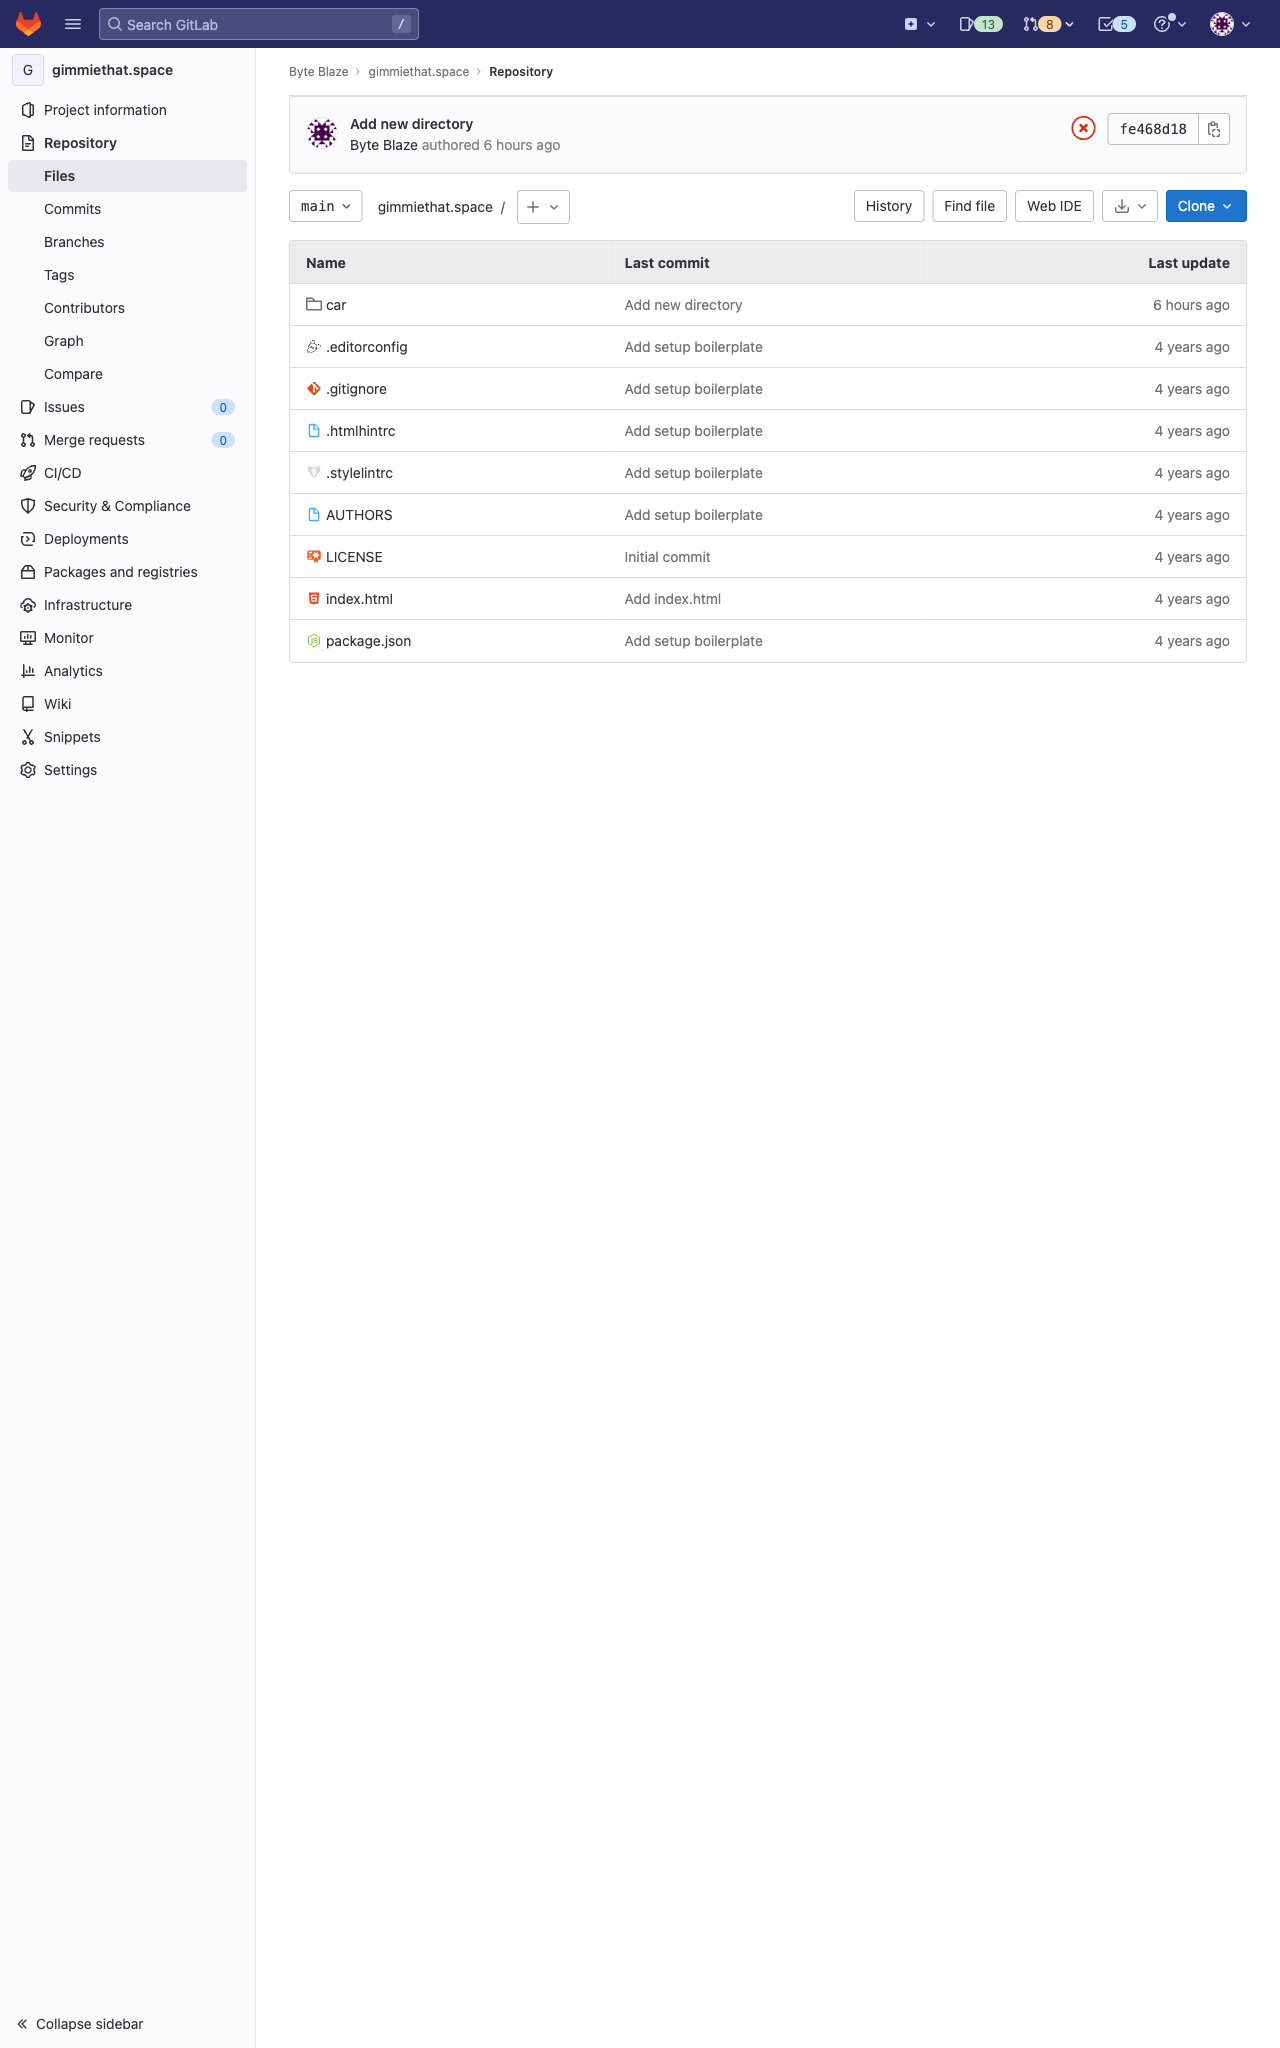 Search GitLab
/
13
8
5
G gimmiethat.space
Project information
Repository
Files
Commits
Branches
Tags
Contributors
Graph
Compare
Issues 0
Merge requests 0
CI/CD
Security & Compliance
Deployments
Packages and registries
Infrastructure
Monitor
Analytics
Wiki
Snippets
Settings
Collapse sidebar
Byte Blaze > gimmiethat.space > Repository
Add new directory
Byte Blaze authored 6 hours ago
fe468d18
main gimmiethat.space / + History Find file Web IDE Clone
Name Last commit Last update
car Add new directory 6 hours ago
.editorconfig Add setup boilerplate 4 years ago
.gitignore Add setup boilerplate 4 years ago
.htmlhintrc Add setup boilerplate 4 years ago
.stylelintrc Add setup boilerplate 4 years ago
AUTHORS Add setup boilerplate 4 years ago
LICENSE Initial commit 4 years ago
index.html Add index.html 4 years ago
package.json Add setup boilerplate 4 years ago